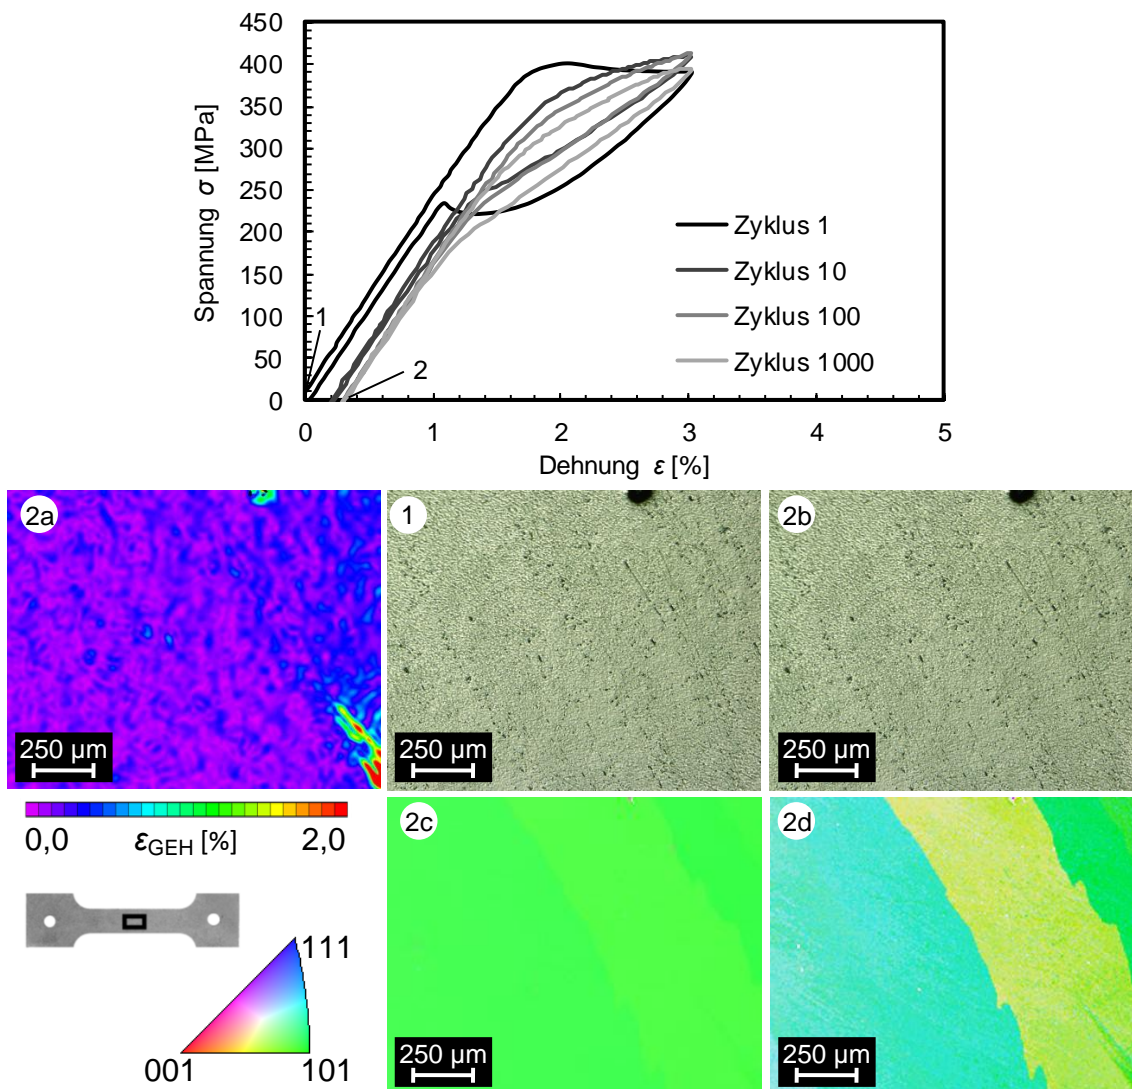 450
400
350
300
250
200
150
100
50
0
Spannung σ [MPa]
1
2
Zyklus 1
Zyklus 10
Zyklus 100
Zyklus 1000
0 1 2 3 4 5
Dehnung ε [%]
2a
250 µm
1
250 µm
2b
250 µm
0,0 εGEH [%] 2,0
111
001 101
2c
250 µm
2d
250 µm